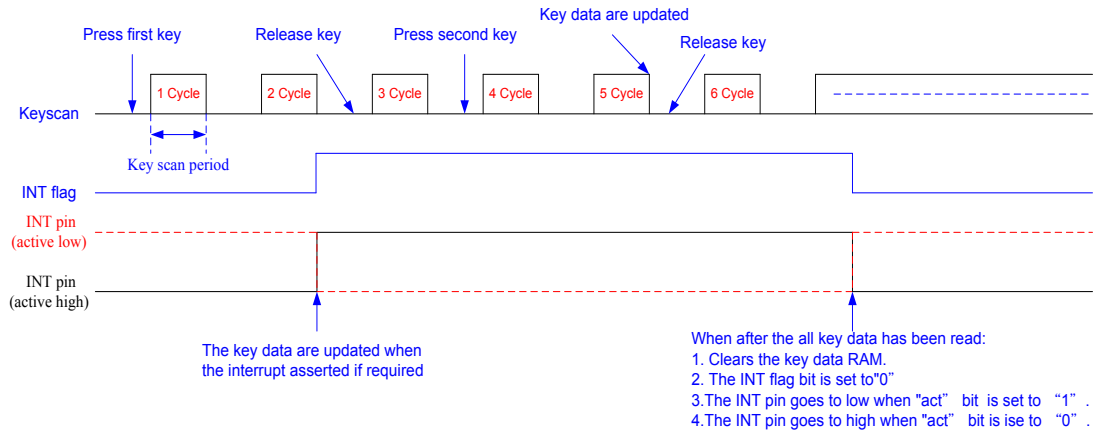 Key data are updated
Press first key
Release key
Press second key
Release key
1 Cycle
2 Cycle
3 Cycle
4 Cycle
5 Cycle
6 Cycle
Keyscan
Key scan period
INT flag
INT pin
(active low)
INT pin
(active high)
The key data are updated when
the interrupt asserted if required
When after the all key data has been read:
1. Clears the key data RAM.
2. The INT flag bit is set to"0”
3.The INT pin goes to low when "act” bit is set to “1”.
4.The INT pin goes to high when "act” bit is ise to “0”.